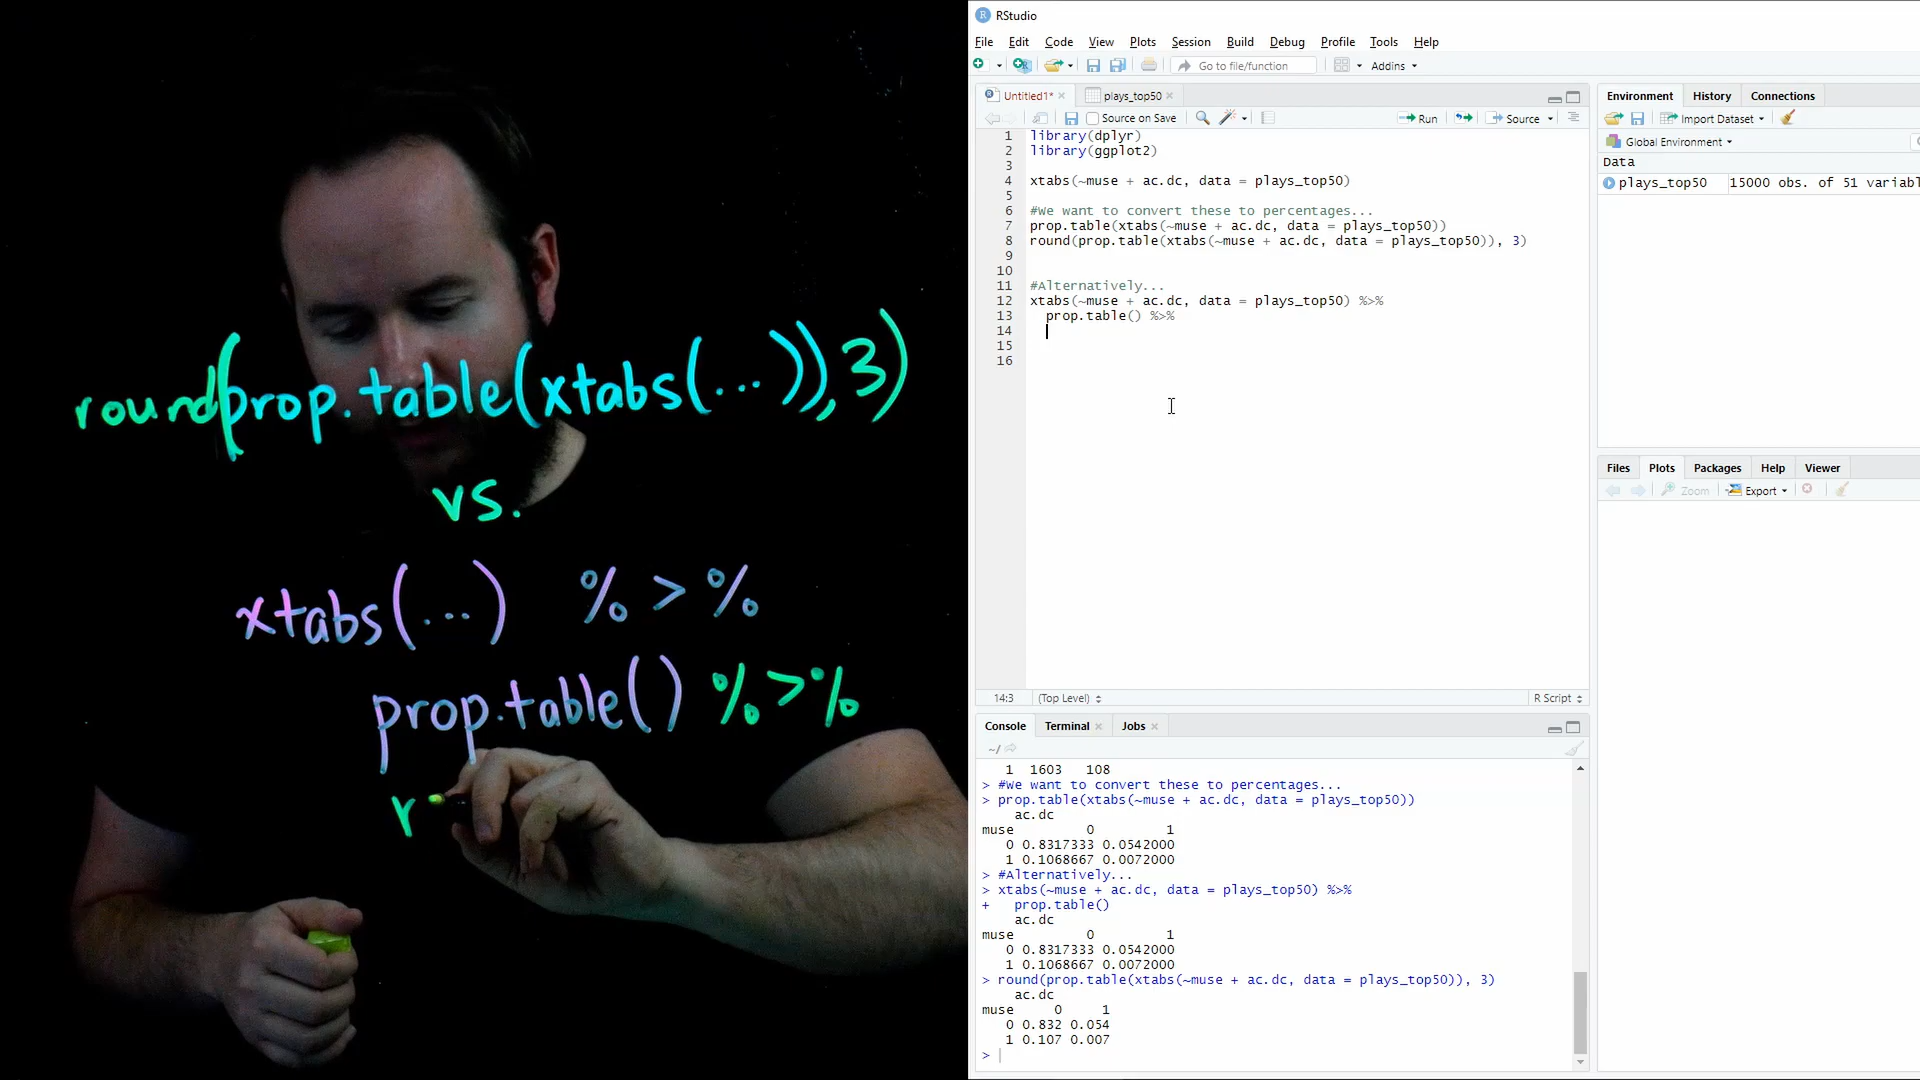 round(prop.table(xtabs(...)),3)
vs.
xtabs(...) %>%
prop.table() %>%
r
RStudio
File Edit Code View Plots Session Build Debug Profile Tools Help
Go to file/function Addins
Untitled1* plays_top50
Source on Save Run Source
1 library(dplyr)
2 library(ggplot2)
3
4 xtabs(~muse + ac.dc, data = plays_top50)
5
6 #We want to convert these to percentages...
7 prop.table(xtabs(~muse + ac.dc, data = plays_top50))
8 round(prop.table(xtabs(~muse + ac.dc, data = plays_top50)), 3)
9
10
11 #Alternatively...
12 xtabs(~muse + ac.dc, data = plays_top50) %>%
13 prop.table() %>%
14
15
16
14:3 (Top Level) R Script
Console Terminal Jobs
~/
1 1603 108
> #We want to convert these to percentages...
> prop.table(xtabs(~muse + ac.dc, data = plays_top50))
ac.dc
muse 0 1
0 0.8317333 0.0542000
1 0.1068667 0.0072000
> #Alternatively...
> xtabs(~muse + ac.dc, data = plays_top50) %>%
+ prop.table()
ac.dc
muse 0 1
0 0.8317333 0.0542000
1 0.1068667 0.0072000
> round(prop.table(xtabs(~muse + ac.dc, data = plays_top50)), 3)
ac.dc
muse 0 1
0 0.832 0.054
1 0.107 0.007
>
Environment History Connections
Import Dataset
Global Environment
Data
plays_top50 15000 obs. of 51 variabl
Files Plots Packages Help Viewer
Zoom Export